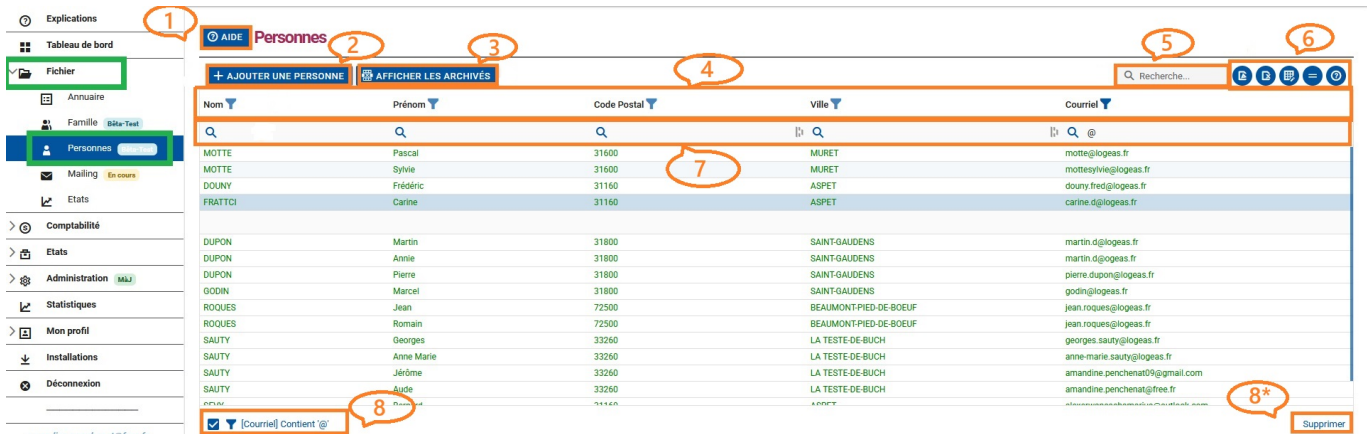 Explications
Tableau de bord
Fichier
Annuaire
Famille Bêta-Test
Personnes Bêta-Test
Mailing En cours
Etats
Comptabilité
Etats
Administration MàJ
Statistiques
Mon profil
Installations
Déconnexion
1
AIDE Personnes
2
3
4
5
6
+ AJOUTER UNE PERSONNE AFFICHER LES ARCHIVÉS Recherche...
Nom Prénom Code Postal Ville Courriel
@
MOTTE Pascal 31600 MURET motte@logeas.fr
MOTTE Sylvie 31600 MURET mottesylvie@logeas.fr
DOUNY Frédéric 31160 ASPET douny.fred@logeas.fr
FRATTCI Carine 31160 ASPET carine.d@logeas.fr
7
DUPON Martin 31800 SAINT-GAUDENS martin.d@logeas.fr
DUPON Annie 31800 SAINT-GAUDENS martin.d@ogeas.fr
DUPON Pierre 31800 SAINT-GAUDENS pierre.dupon@logeas.fr
GODIN Marcel 31800 SAINT-GAUDENS godin@logeas.fr
ROQUES Jean 72500 BEAUMONT-PIED-DE-BOEUF jean.roques@logeas.fr
ROQUES Romain 72500 BEAUMONT-PIED-DE-BOEUF jean.roques@logeas.fr
SAUTY Georges 33260 LA TESTE-DE-BUCH georges.sauty@logeas.fr
SAUTY Anne Marie 33260 LA TESTE-DE-BUCH anne-marie.sauty@logeas.fr
SAUTY Jérôme 33260 LA TESTE-DE-BUCH amandine.penchenat09@gmail.com
SAUTY Aude 33260 LA TESTE-DE-BUCH amandine.penchenat@free.fr
8
8*
[Courriel] Contient '@' Supprimer